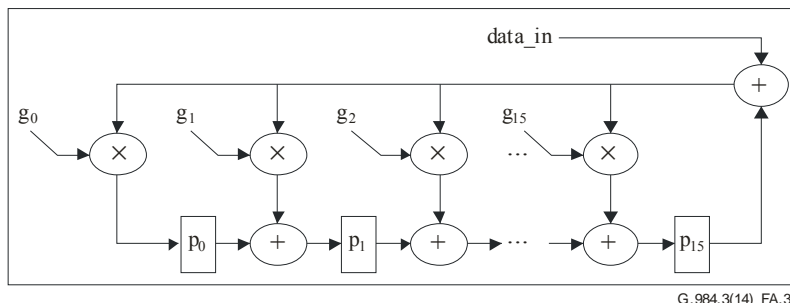 data_in
+
g0 g1 g2 g15
× × × ... ×
p0 + p1 + ... + p15
G.984.3(14)_FA.3